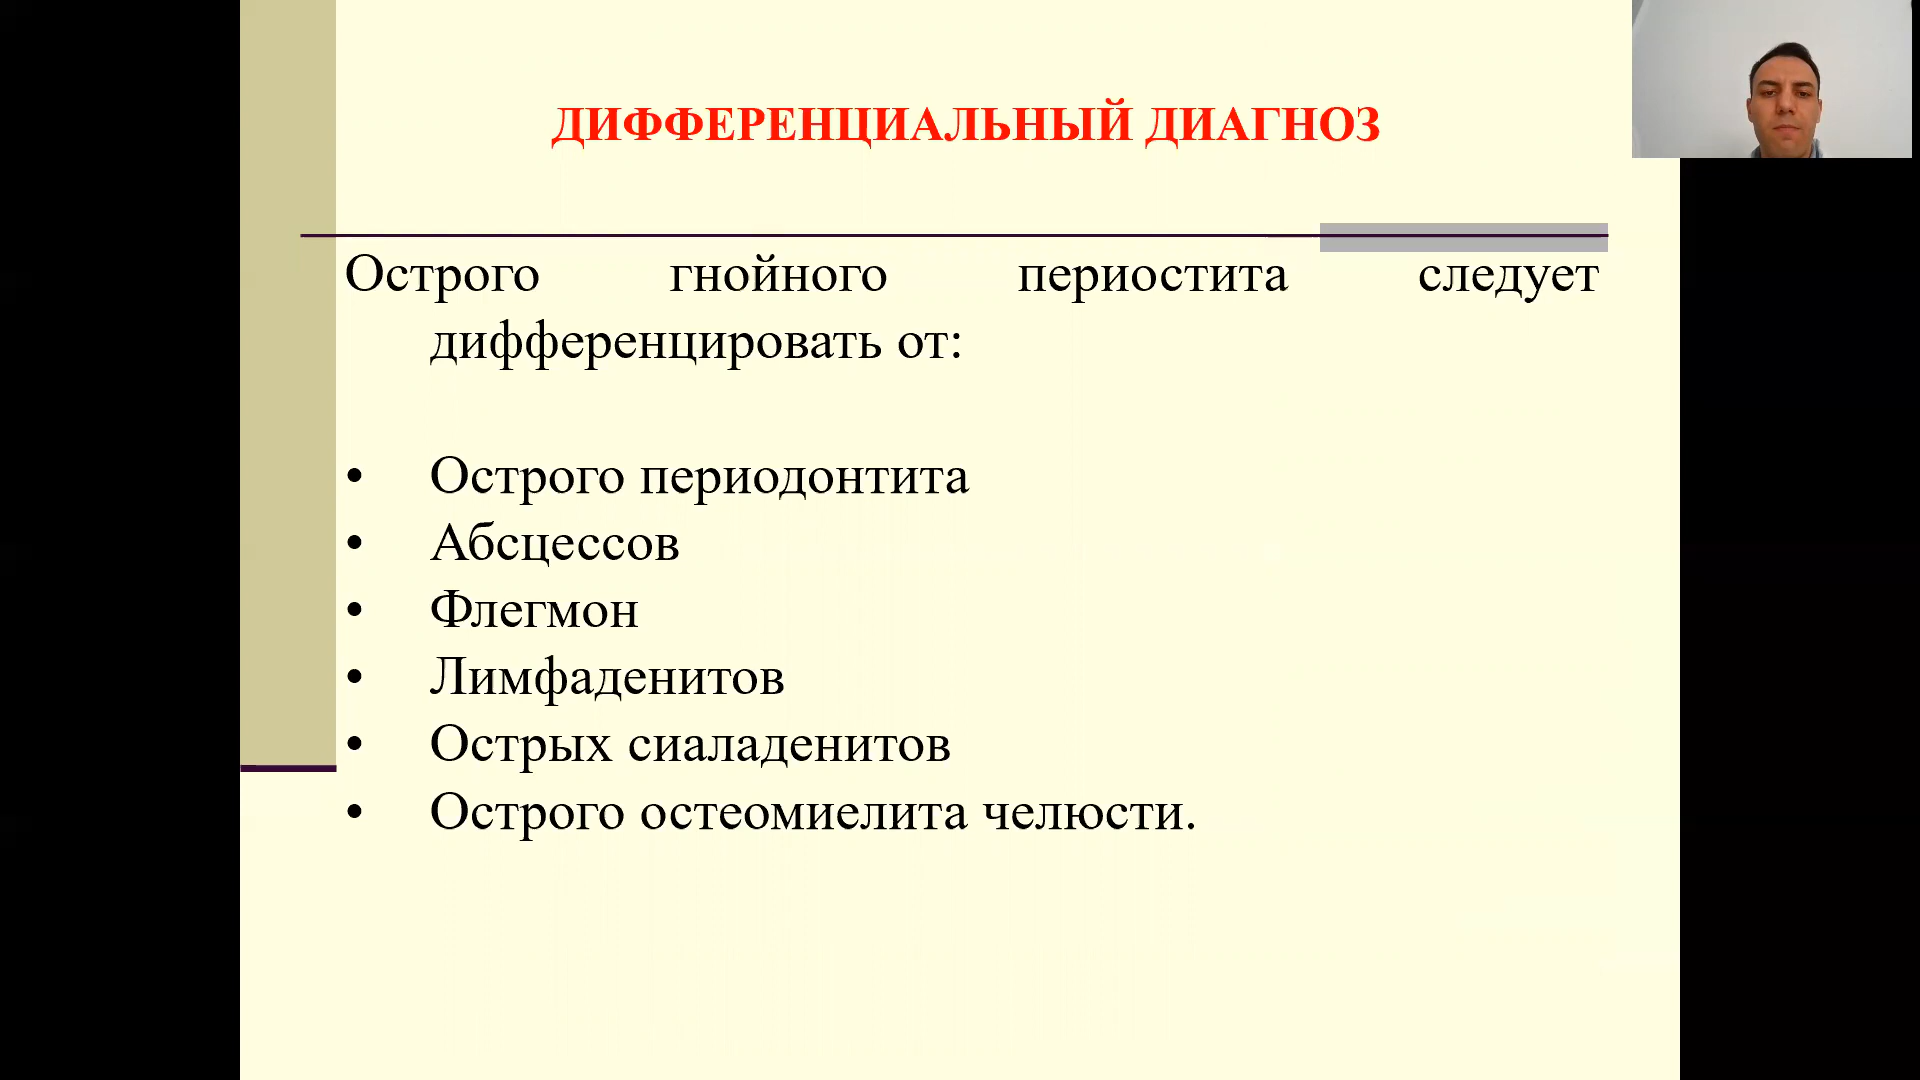 ДИФФЕРЕНЦИАЛЬНЫЙ ДИАГНОЗ
Острого гнойного периостита следует
дифференцировать от:
• Острого периодонтита
• Абсцессов
• Флегмон
• Лимфаденитов
• Острых сиаладенитов
• Острого остеомиелита челюсти.